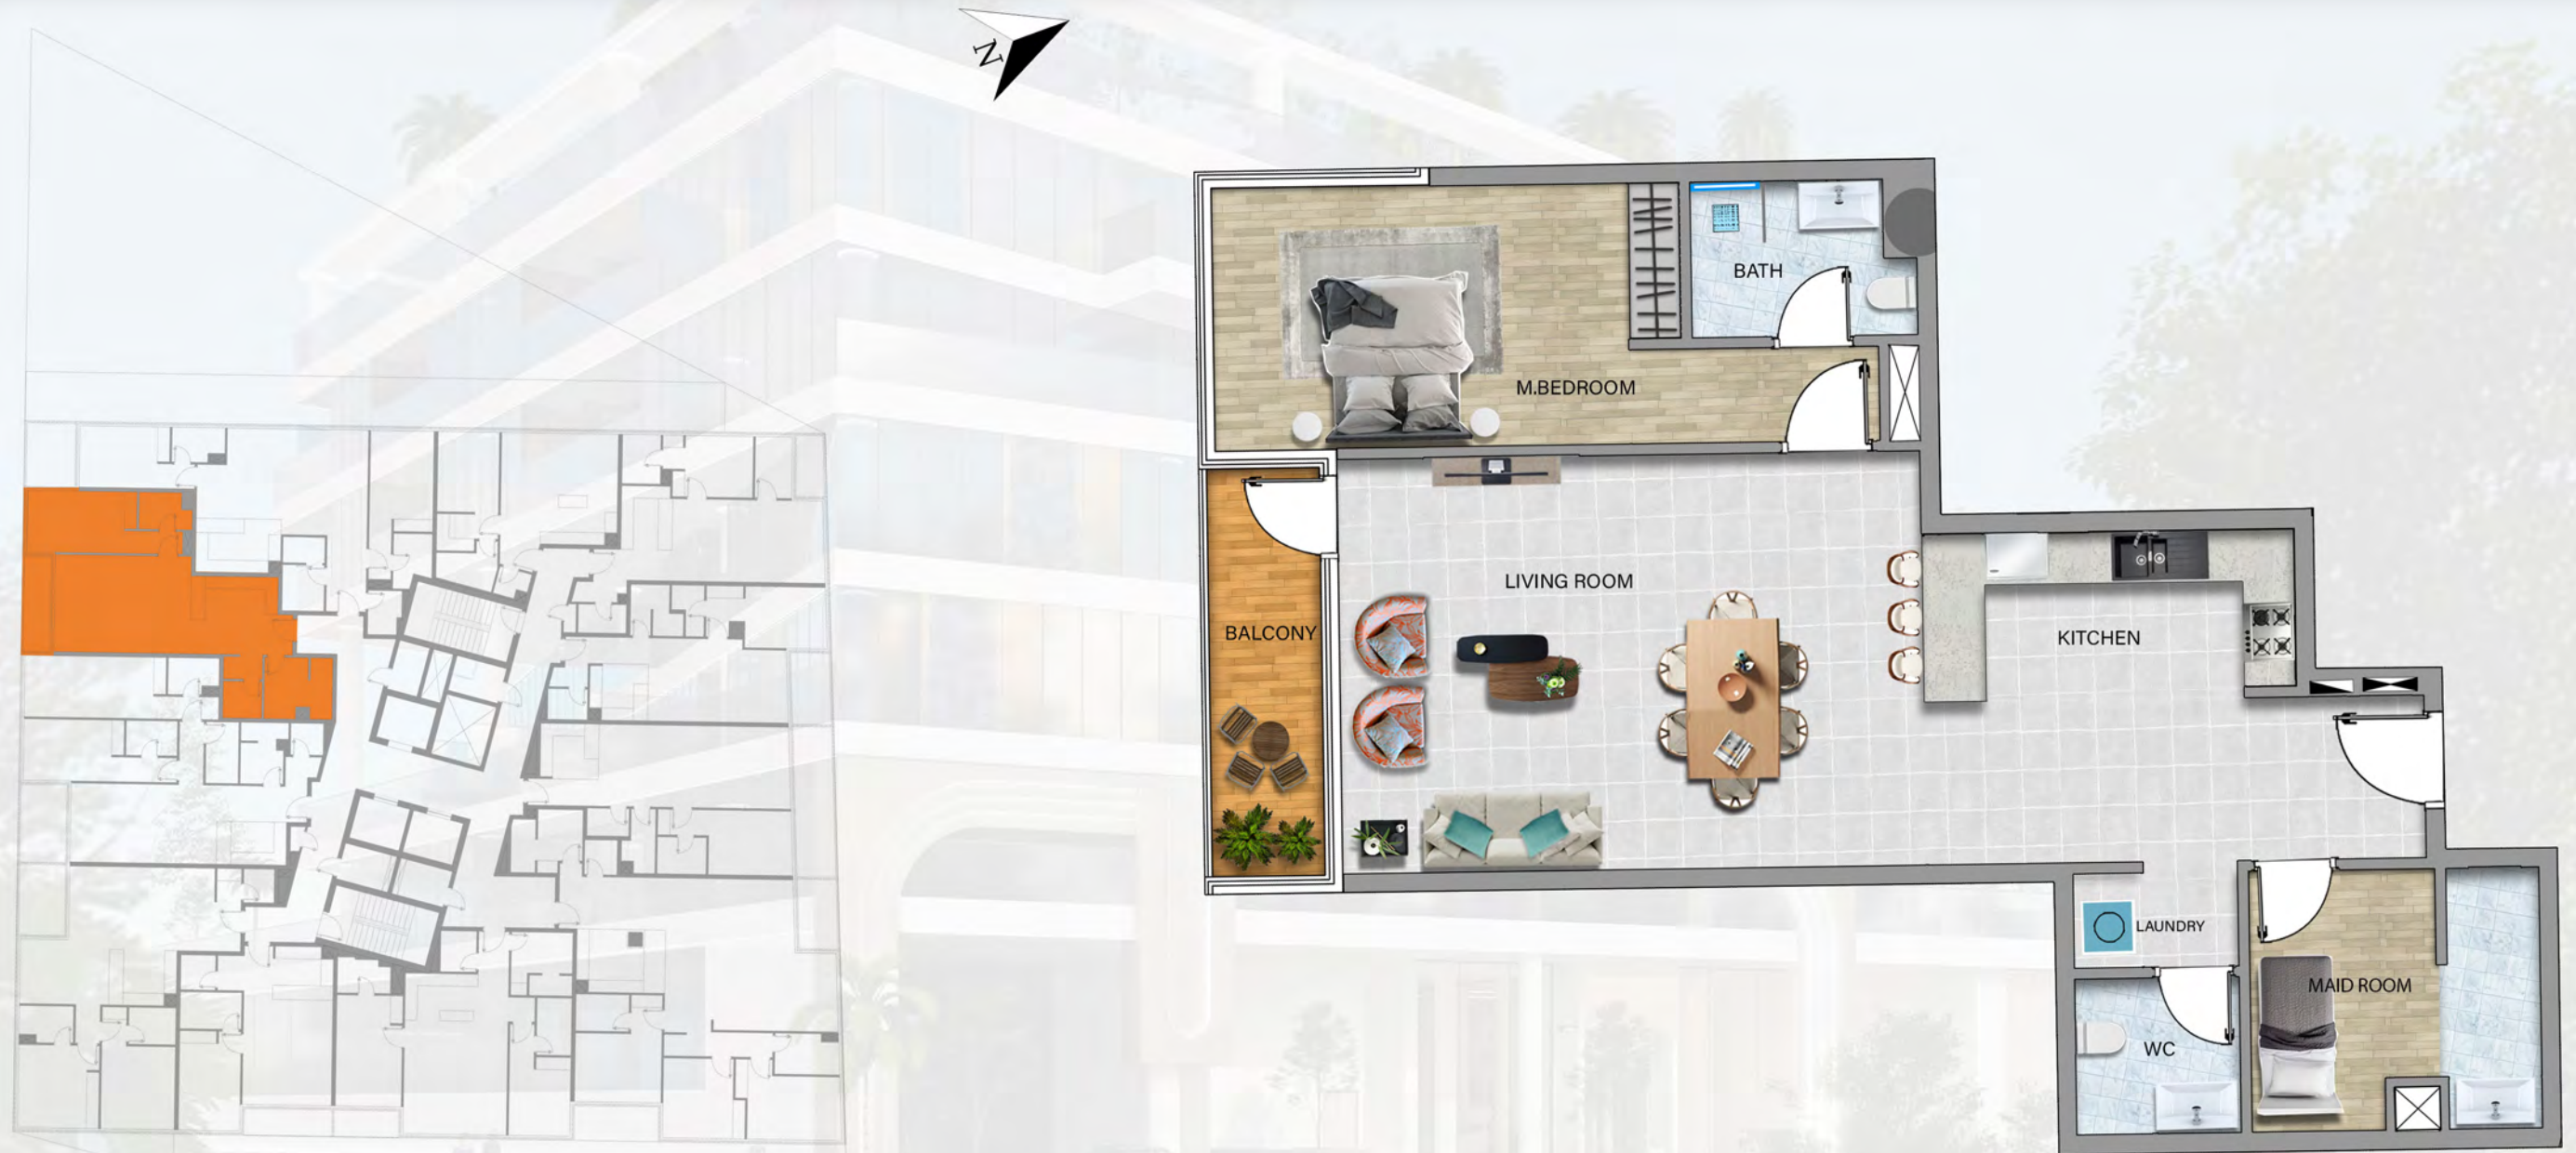 N
BATH
M.BEDROOM
LIVING ROOM
BALCONY
KITCHEN
LAUNDRY
MAID ROOM
WC